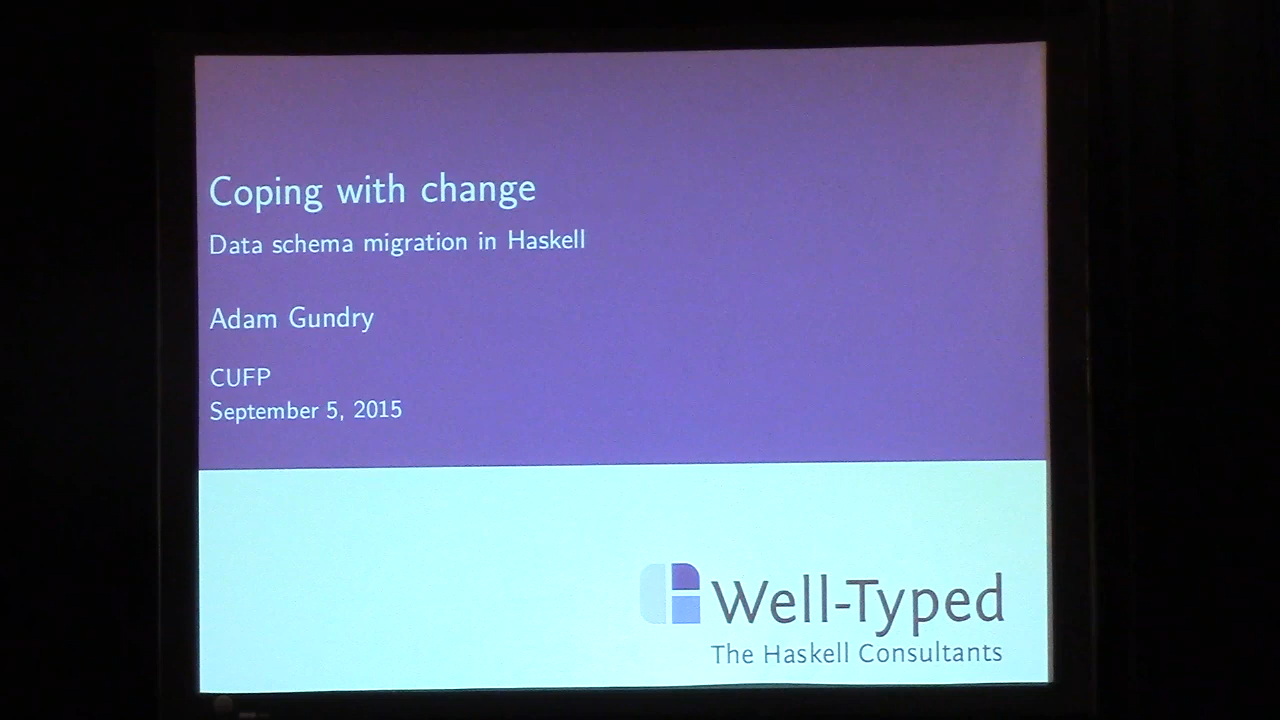 Coping with change
Data schema migration in Haskell
Adam Gundry
CUFP
September 5, 2015
Well-Typed
The Haskell Consultants